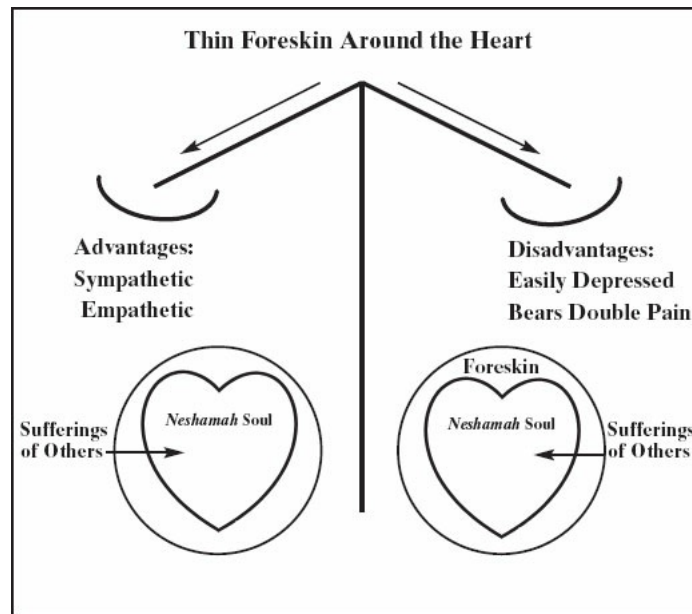 Thin Foreskin Around the Heart
Advantages:
Sympathetic
Empathetic
Disadvantages:
Easily Depressed
Bears Double Pain
Neshamah Soul
Sufferings
of Others
Foreskin
Neshamah Soul
Sufferings
of Others